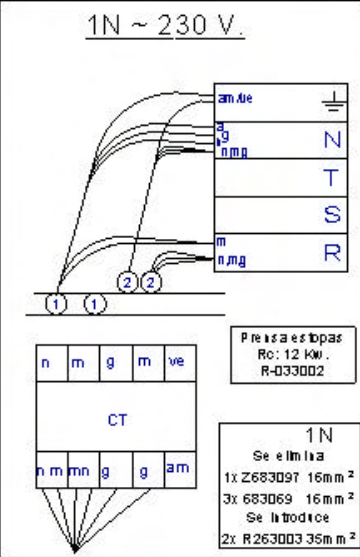 1N ~ 230 V.
am/ve
a
g
N
n,mg
T
S
m
R
n,mg
2 2
1 1
Prensaestopas
Rc: 12 Kw.
R-033002
n m g m ve
CT
n m mn g g am
1N
Se elimina
1x Z683097 16mm²
3x 683069 16mm²
Se Introduce
2x R263003 35mm²